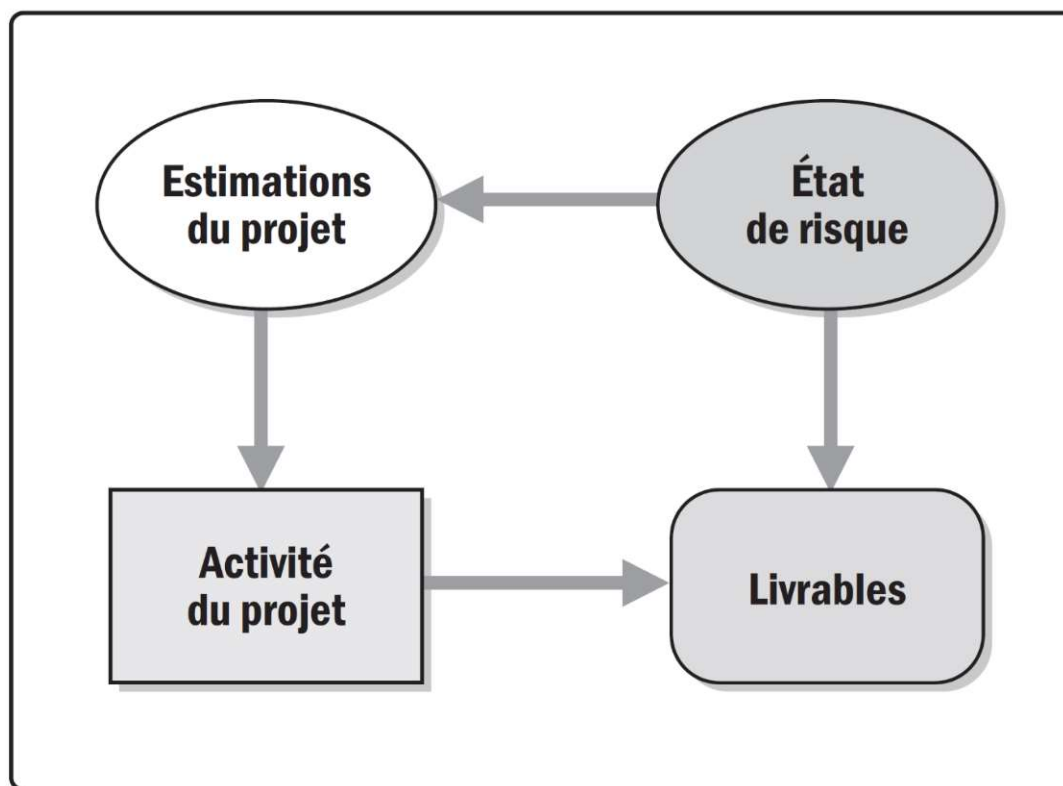 Estimations
du projet
État
de risque
Activité
du projet
Livrables